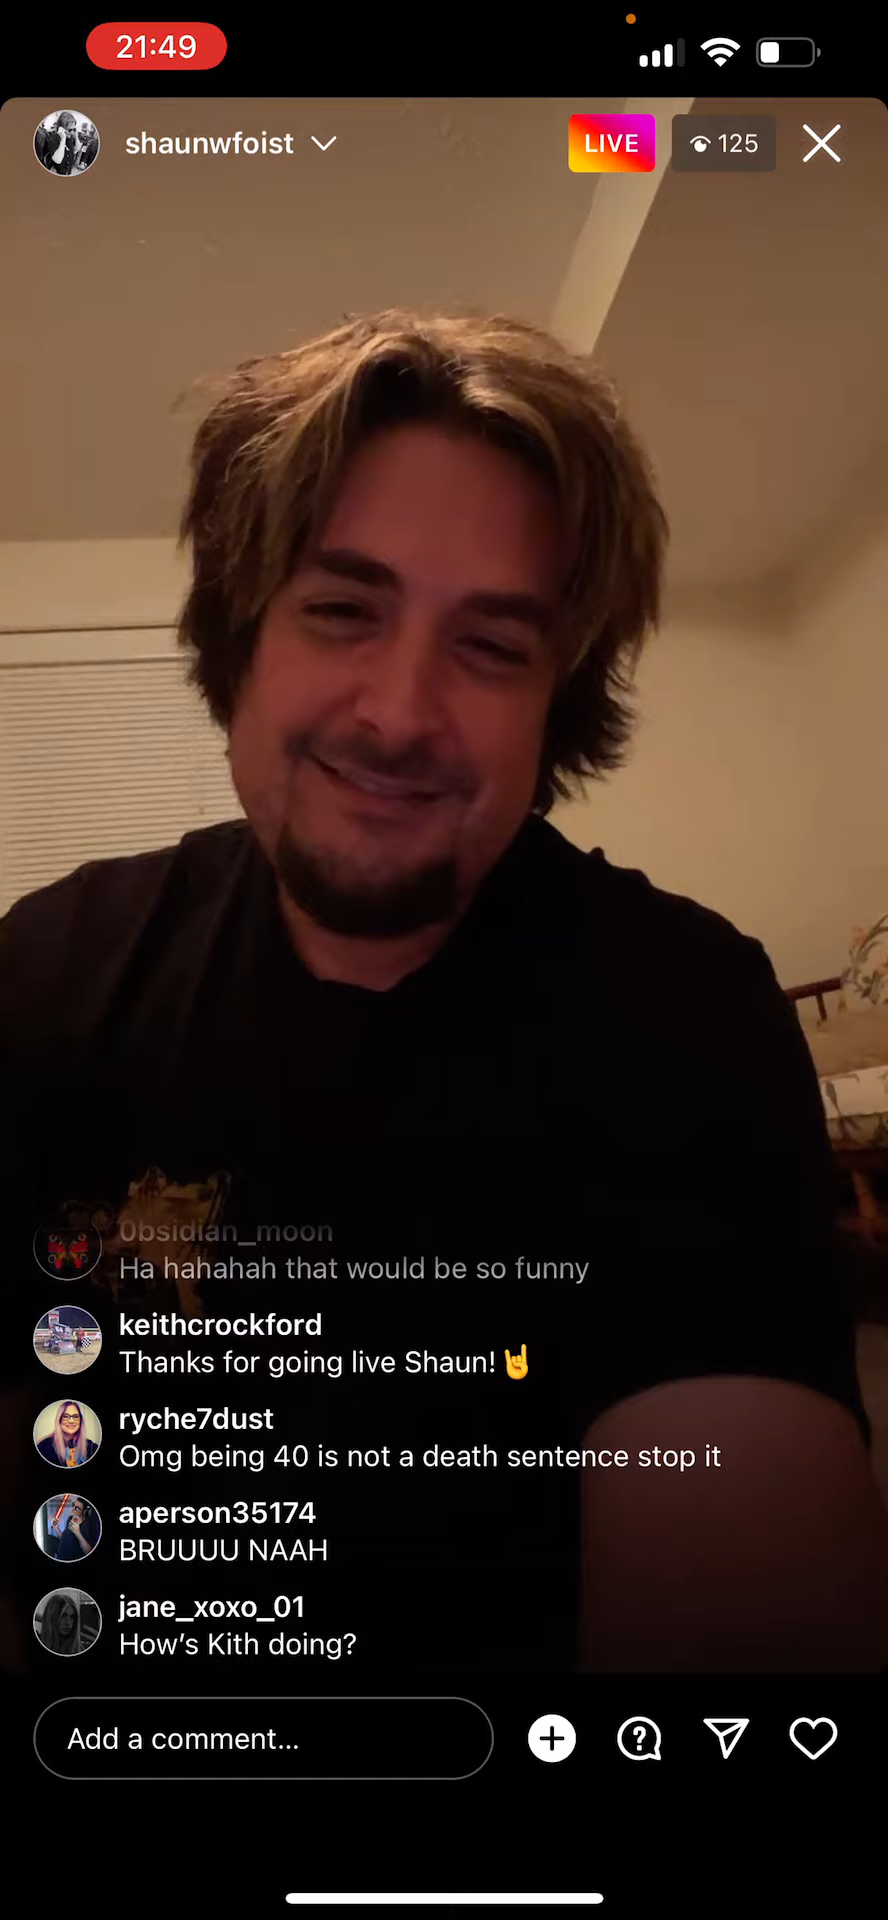 21:49
shaunwfoist
LIVE
125
0bsidian_moon
Ha hahahah that would be so funny
keithcrockford
Thanks for going live Shaun!🤘
ryche7dust
Omg being 40 is not a death sentence stop it
aperson35174
BRUUUU NAAH
jane_xoxo_01
How’s Kith doing?
Add a comment...